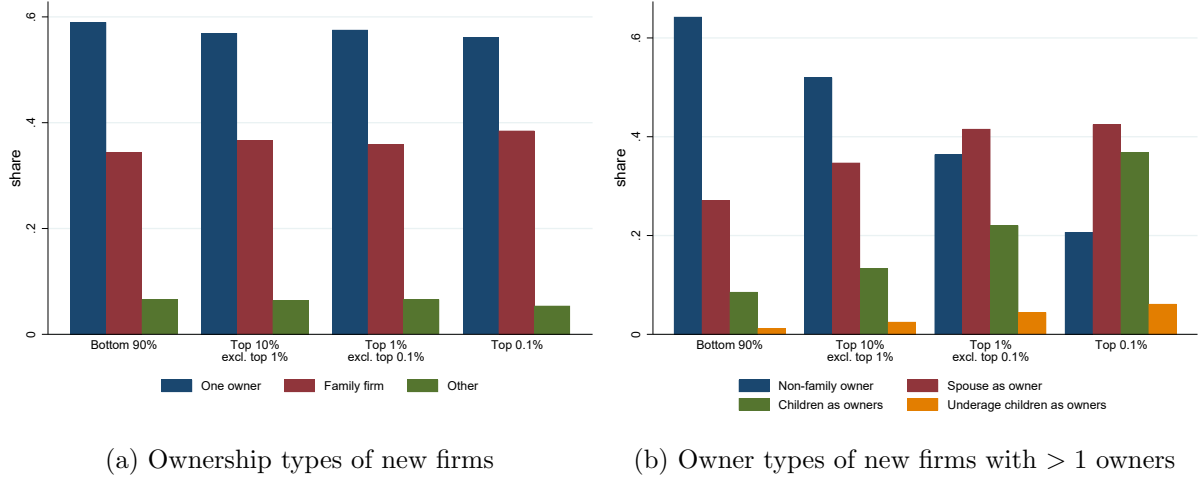 .6
.4
.2
0
share
Bottom 90%
Top 10%
excl. top 1%
Top 1%
excl. top 0.1%
Top 0.1%
One owner
Family firm
Other
(a) Ownership types of new firms
.6
.4
.2
0
share
Bottom 90%
Top 10%
excl. top 1%
Top 1%
excl. top 0.1%
Top 0.1%
Non-family owner
Spouse as owner
Children as owners
Underage children as owners
(b) Owner types of new firms with > 1 owners